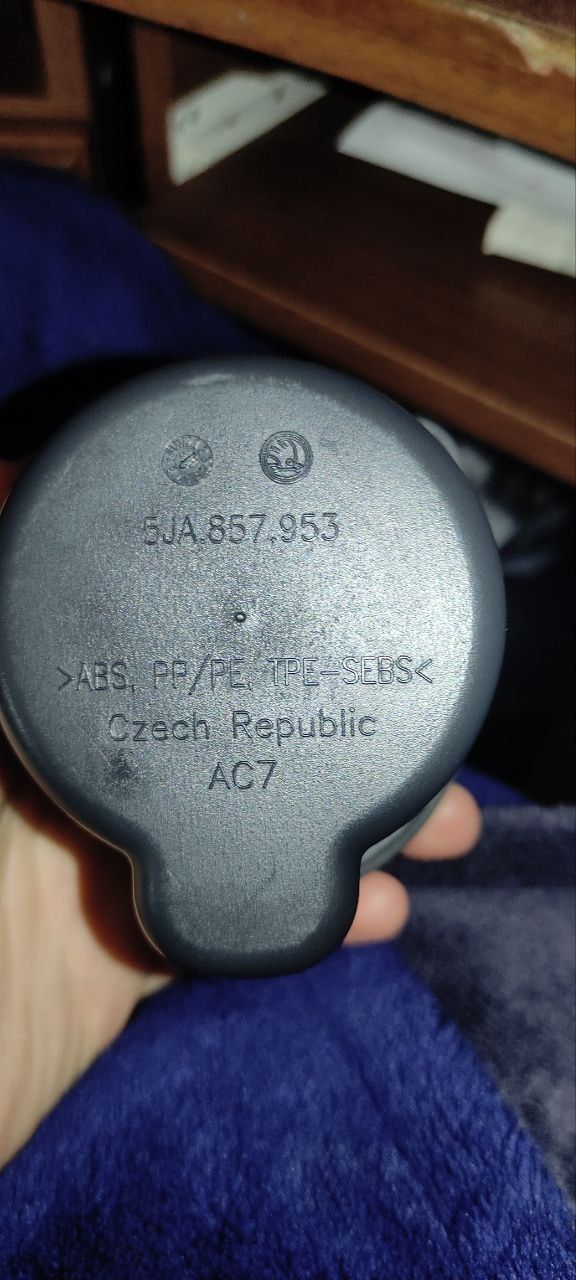 5JA.857.953
>ABS, PP/PE, TPE-SEBS<
Czech Republic
AC7